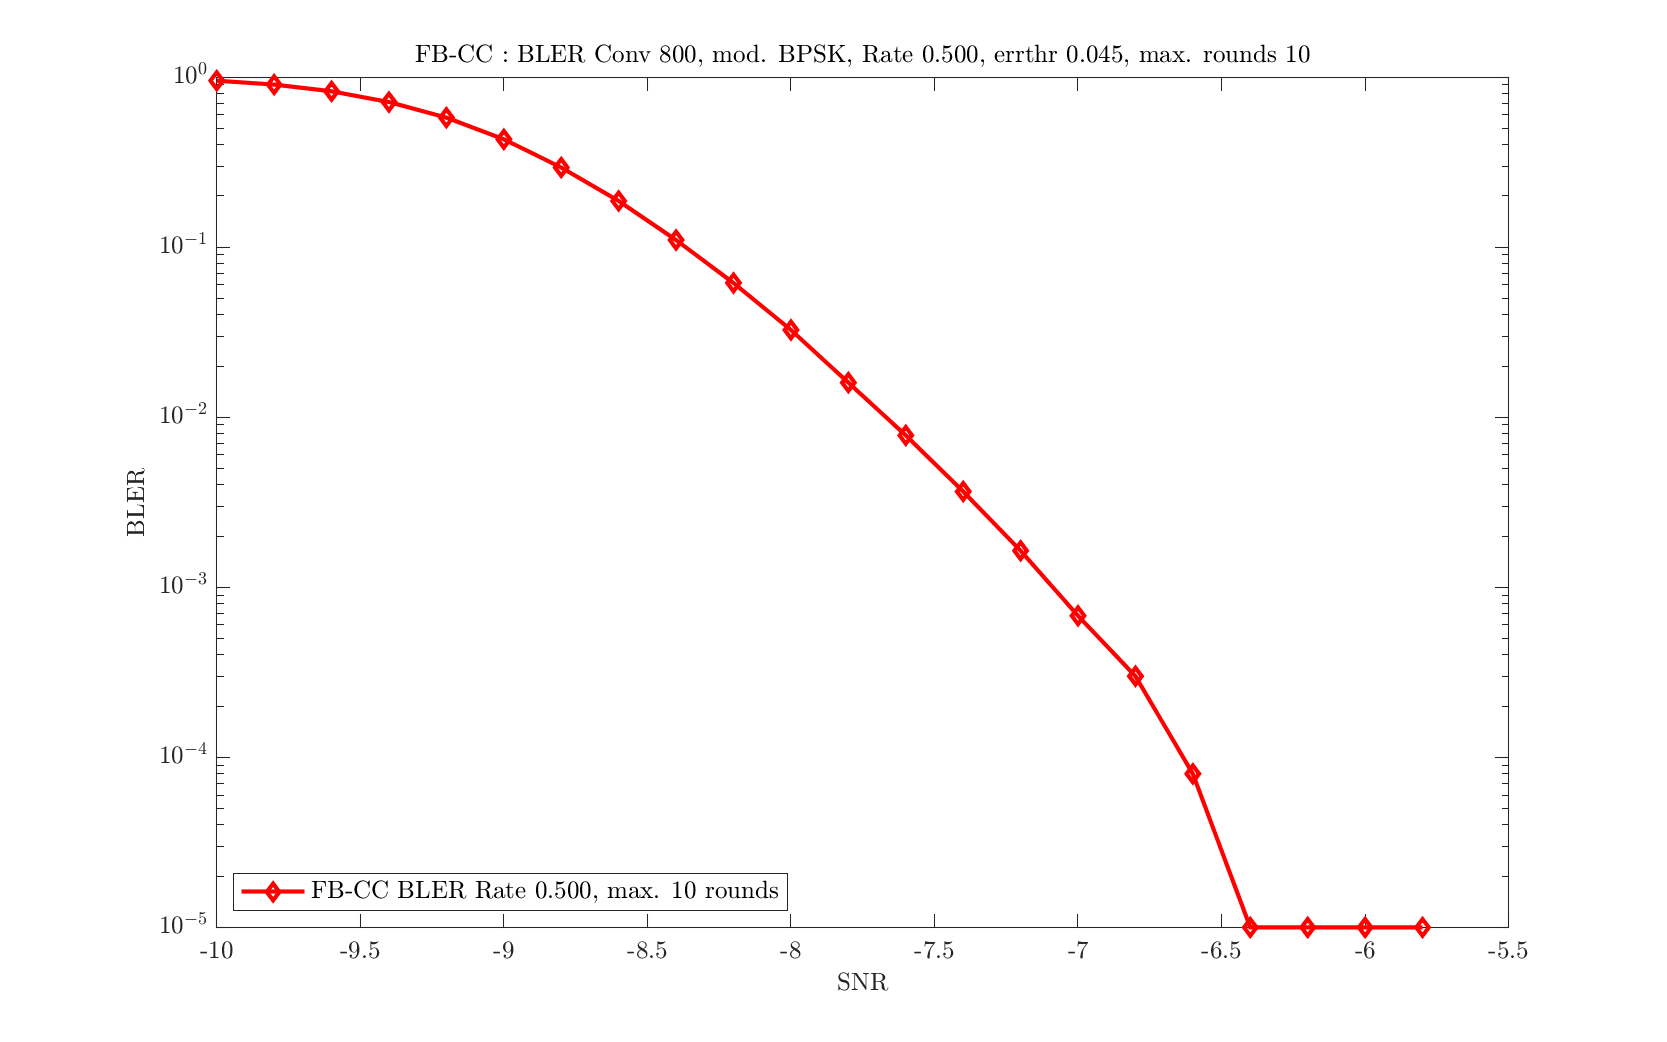 FB-CC : BLER Conv 800, mod. BPSK, Rate 0.500, errthr 0.045, max. rounds 10
10^0
10^-1
10^-2
10^-3
10^-4
10^-5
BLER
FB-CC BLER Rate 0.500, max. 10 rounds
-10 -9.5 -9 -8.5 -8 -7.5 -7 -6.5 -6 -5.5
SNR